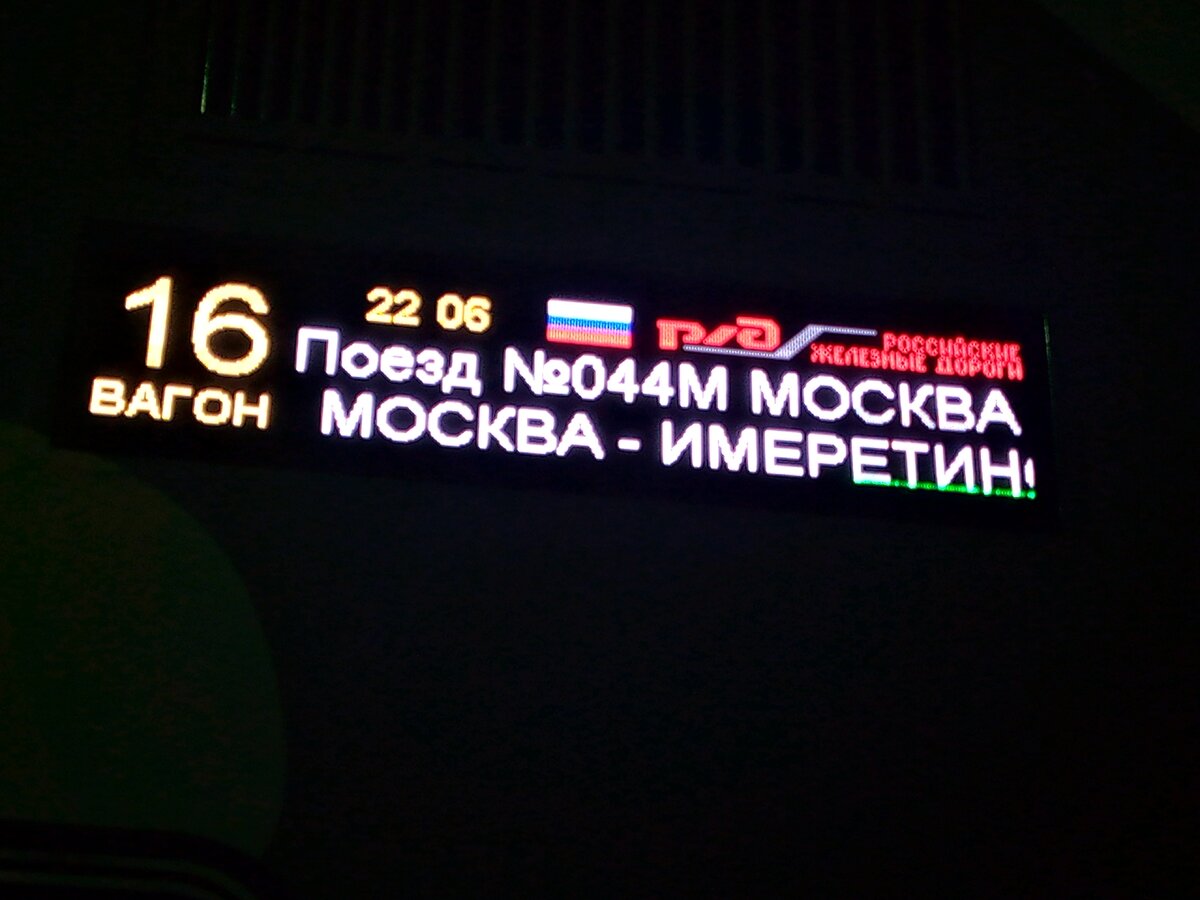 16
ВАГОН
22 06
РЖД
РОССИЙСКИЕ
ЖЕЛЕЗНЫЕ ДОРОГИ
Поезд №044М МОСКВА
МОСКВА - ИМЕРЕТИН